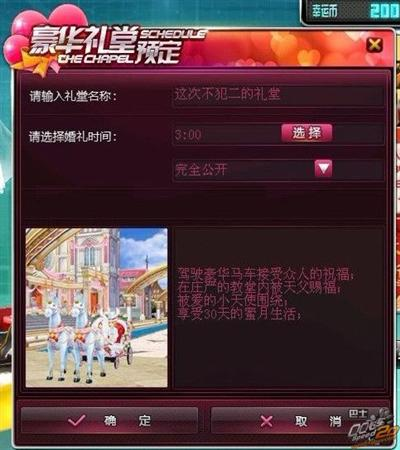 幸运币 200
豪华礼堂预定
SCHEDULE
THE CHAPEL
请输入礼堂名称：
这次不犯二的礼堂
请选择婚礼时间：
3:00
选择
完全公开
驾驶豪华马车接受众人的祝福；
在庄严的教堂内被天父赐福；
被爱的小天使围绕；
享受30天的蜜月生活；
确 定
取 消
巴士